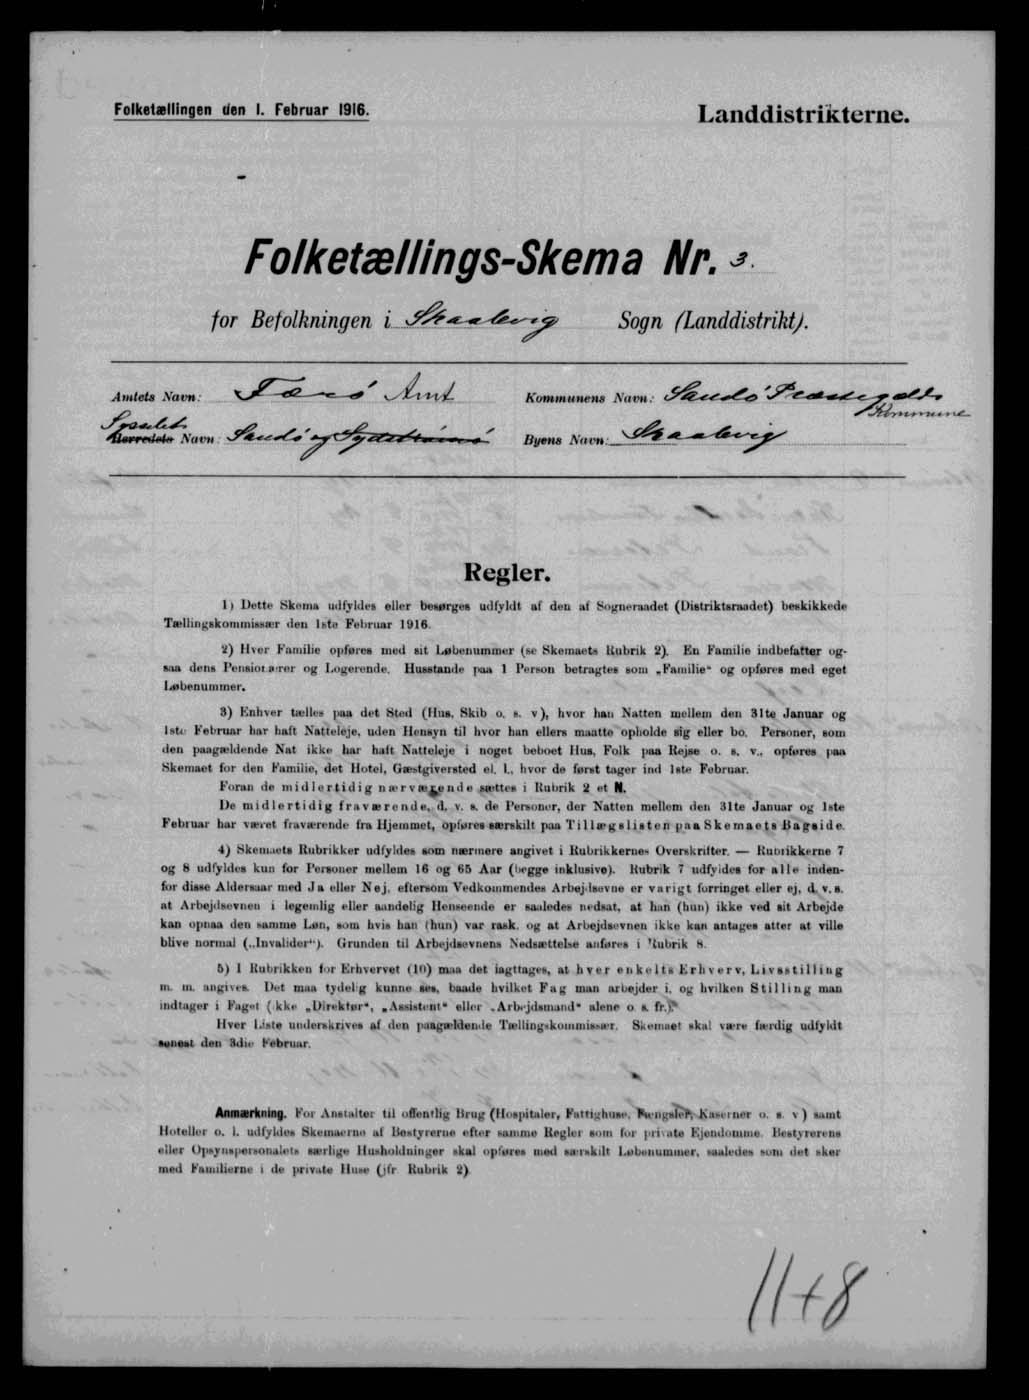 Folketællingen den 1. Februar 1916.
Landdistrikterne.
Folketællings-Skema Nr. 3.
for Befolkningen i Skaalevig Sogn (Landdistrikt).
Amtets Navn: Færø Amt
Kommunens Navn: Sandø Præstegælds
Kommune
Sysselets
Herredets Navn: Sandø og Syderstrømø
Byens Navn: Skaalevig
Regler.
1) Dette Skema udfyldes eller besørges udfyldt af den af Sogneraadet (Distriktsraadet) beskikkede
Tællingskommissær den 1ste Februar 1916.
2) Hver Familie opføres med sit Løbenummer (se Skemaets Rubrik 2). En Familie indbefatter og-
saa dens Pensionærer og Logerende. Husstande paa 1 Person betragtes som „Familie“ og opføres med eget
Løbenummer.
3) Enhver tælles paa det Sted (Hus, Skib o. s. v), hvor han Natten mellem den 31te Januar og
1ste Februar har haft Natteleje, uden Hensyn til hvor han ellers maatte opholde sig eller bo. Personer, som
den paagældende Nat ikke har haft Natteleje i noget beboet Hus, Folk paa Rejse o. s. v., opføres paa
Skemaet for den Familie, det Hotel, Gæstgiversted el. l., hvor de først tager ind 1ste Februar.
Foran de midlertidig nærværende sættes i Rubrik 2 et N.
De midlertidig fraværende, d. v. s. de Personer, der Natten mellem den 31te Januar og 1ste
Februar har været fraværende fra Hjemmet, opføres særskilt paa Tillægslisten paa Skemaets Bagside.
4) Skemaets Rubrikker udfyldes som nærmere angivet i Rubrikkernes Overskrifter. — Rubrikkerne 7
og 8 udfyldes kun for Personer mellem 16 og 65 Aar (begge inklusive). Rubrik 7 udfyldes for alle inden-
for disse Aldersaar med Ja eller Nej, eftersom Vedkommendes Arbejdsevne er varigt forringet eller ej, d. v. s.
at Arbejdsevnen i legemlig eller aandelig Henseende er saaledes nedsat, at han (hun) ikke ved sit Arbejde
kan opnaa den samme Løn, som hvis han (hun) var rask, og at Arbejdsevnen ikke kan antages atter at ville
blive normal („Invalider“). Grunden til Arbejdsevnens Nedsættelse anføres i Rubrik 8.
5) I Rubrikken for Erhvervet (10) maa det iagttages, at hver enkelts Erhverv, Livsstilling
m. m. angives. Det maa tydelig kunne ses, baade hvilket Fag man arbejder i, og hvilken Stilling man
indtager i Faget (ikke „Direktør“, „Assistent“ eller „Arbejdsmand“ alene o. s. fr.).
Hver Liste underskrives af den paagældende Tællingskommissær. Skemaet skal være færdig udfyldt
senest den 3die Februar.
Anmærkning. For Anstalter til offentlig Brug (Hospitaler, Fattighuse, Fængsler, Kaserner o. s. v) samt
Hoteller o. l. udfyldes Skemaerne af Bestyrerne efter samme Regler som for private Ejendomme. Bestyrerens
eller Opsynspersonalets særlige Husholdninger skal opføres med særskilt Løbenummer, saaledes som det sker
med Familierne i de private Huse (jfr. Rubrik 2).
11+8